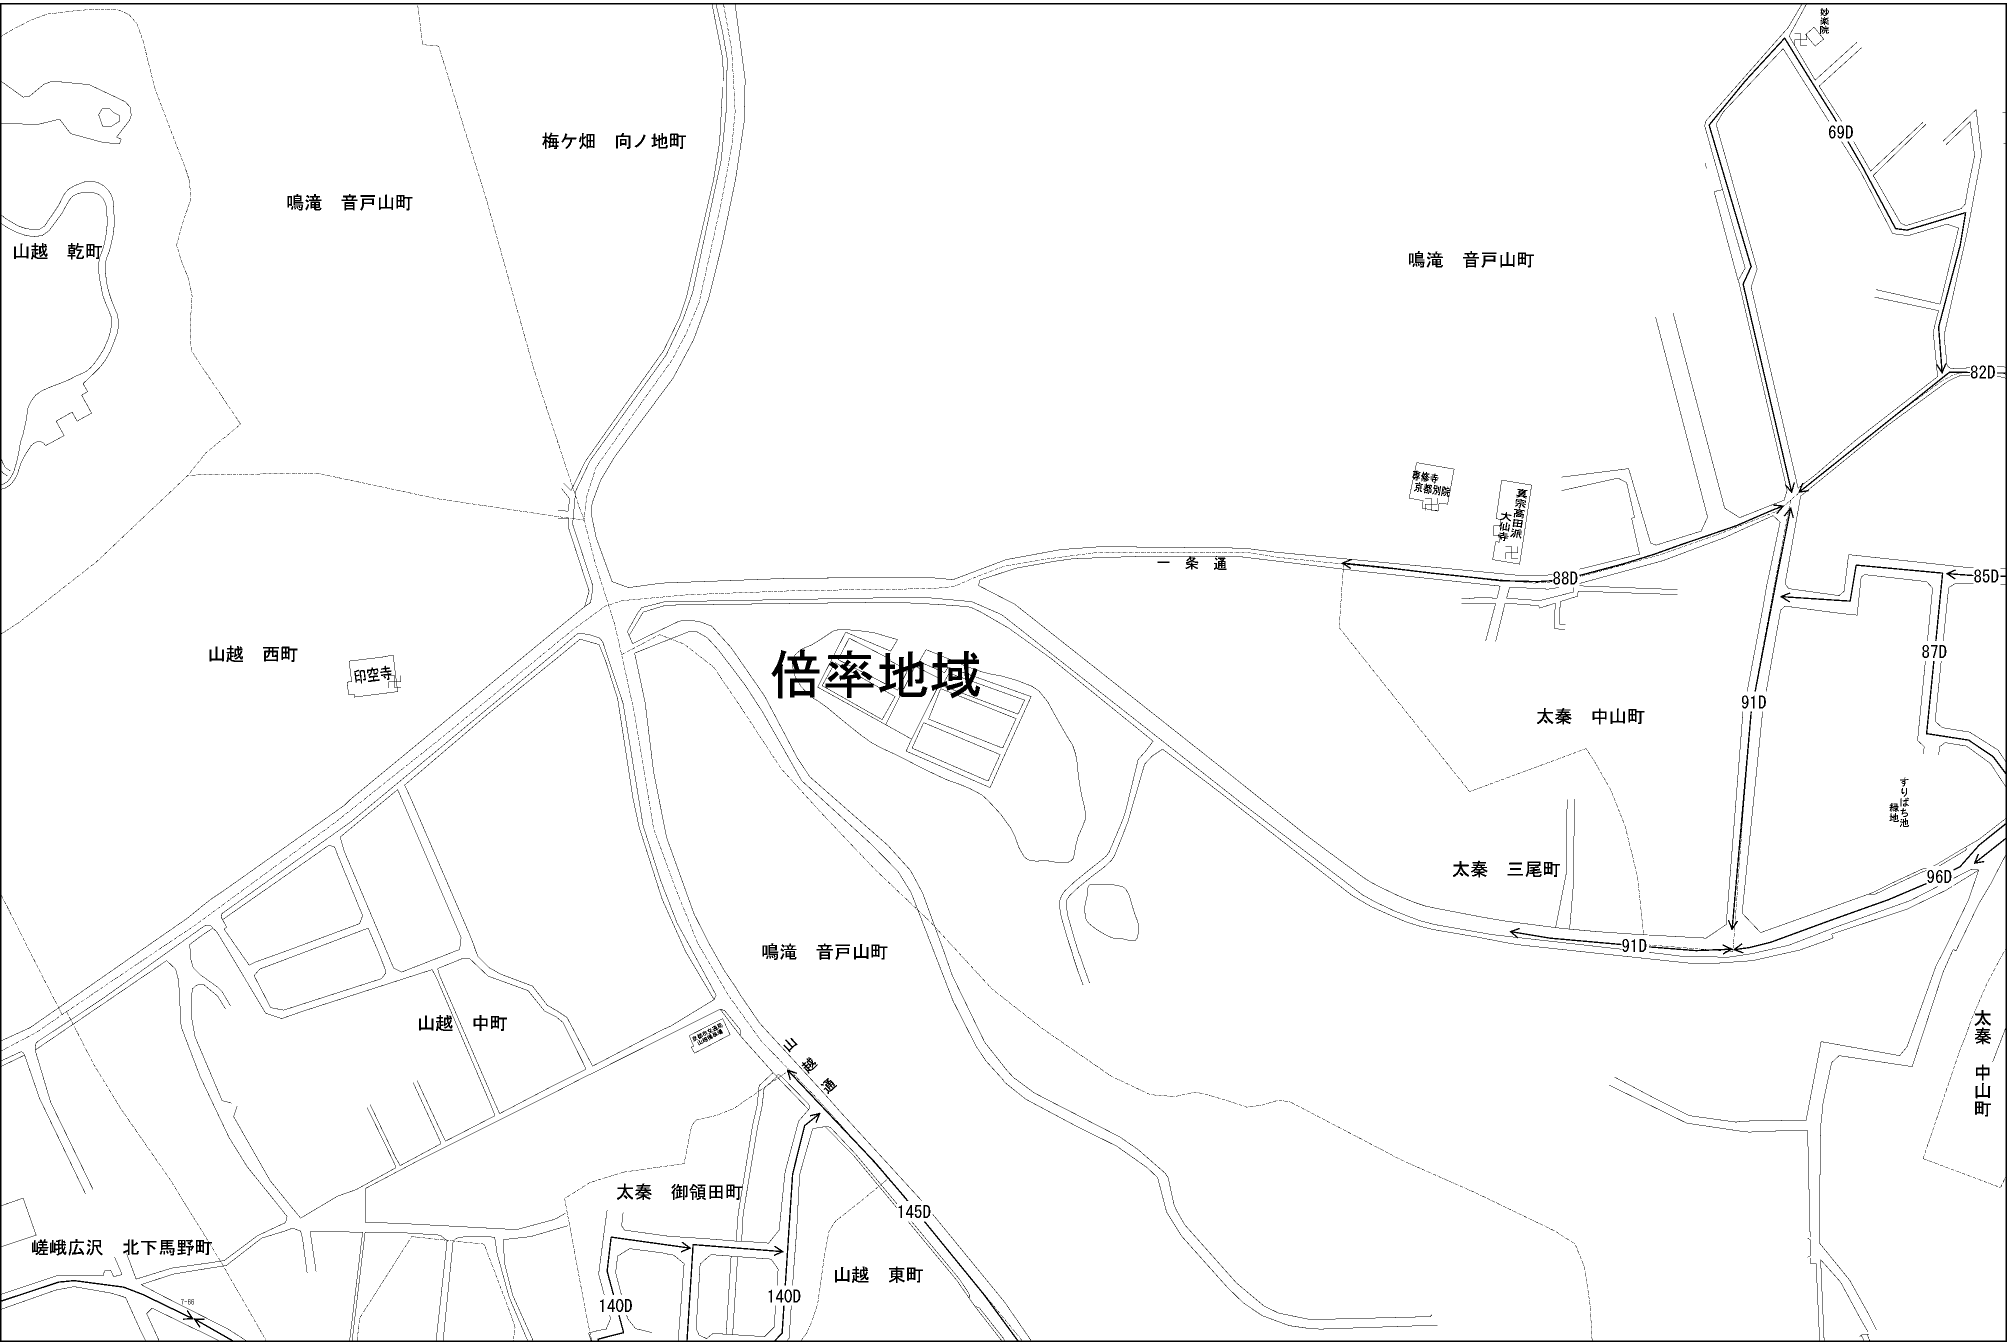 妙楽院
69D
梅ケ畑　向ノ地町
鳴滝　音戸山町
山越　乾町
鳴滝　音戸山町
82D
専修寺
京都別院
真宗高田派
大仙寺
一　条　通
88D
85D
山越　西町
印空寺
倍率地域
87D
91D
太秦　中山町
すりばち池
緑地
太秦　三尾町
96D
91D
鳴滝　音戸山町
山越　中町
山　越　通
太秦　中山町
太秦　御領田町
145D
嵯峨広沢　北下馬野町
山越　東町
7-66
140D
140D